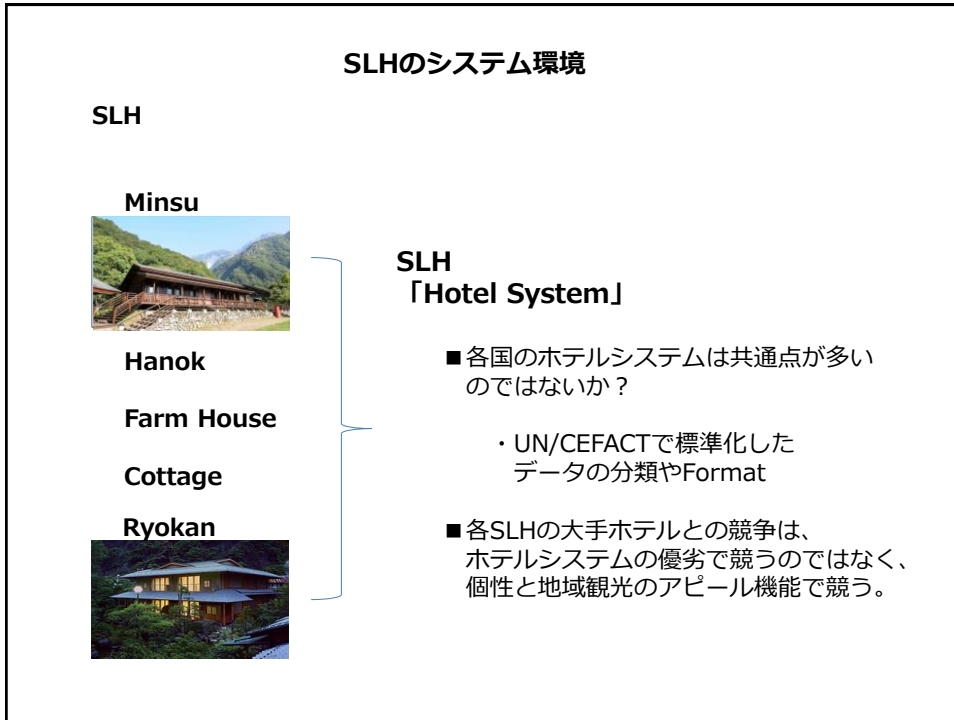 SLHのシステム環境
SLH
Minsu
Hanok
Farm House
Cottage
Ryokan
SLH
「Hotel System」
■各国のホテルシステムは共通点が多い
のではないか？
・UN/CEFACTで標準化した
データの分類やFormat
■各SLHの大手ホテルとの競争は、
ホテルシステムの優劣で競うのではなく、
個性と地域観光のアピール機能で競う。